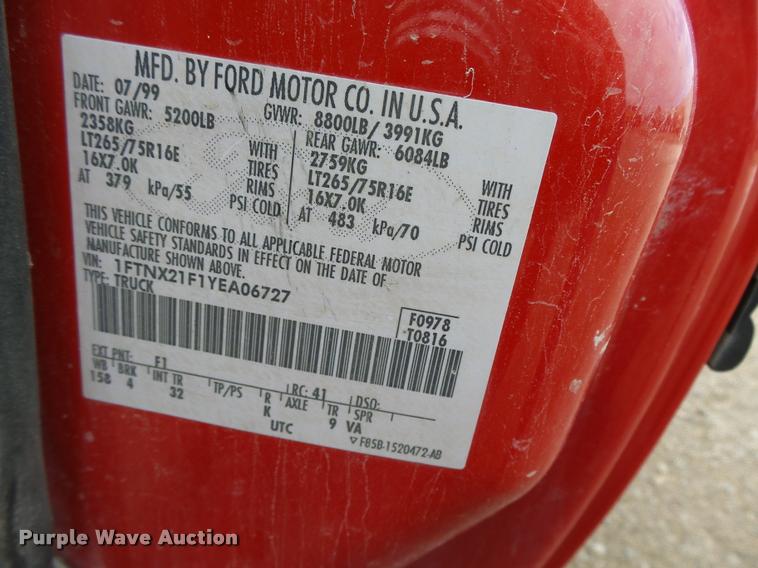 MFD. BY FORD MOTOR CO. IN U.S.A.
DATE: 07/99 GVWR: 8800LB/ 3991KG
FRONT GAWR: 5200LB REAR GAWR: 6084LB
2358KG WITH 2759KG WITH
LT265/75R16E TIRES LT265/75R16E TIRES
16X7.0K RIMS 16X7.0K RIMS
AT 379 kPa/55 PSI COLD AT 483 kPa/70 PSI COLD
THIS VEHICLE CONFORMS TO ALL APPLICABLE FEDERAL MOTOR
VEHICLE SAFETY STANDARDS IN EFFECT ON THE DATE OF
MANUFACTURE SHOWN ABOVE.
VIN: 1FTNX21F1YEA06727
TYPE: TRUCK
F0978
T0816
EXT PNT: F1 RC: 41 DSO:
WB BRK INT TR TP/PS R AXLE TR SPR
158 4 32 K 9 VA
UTC
▽ F85B-1520472-AB
Purple Wave Auction